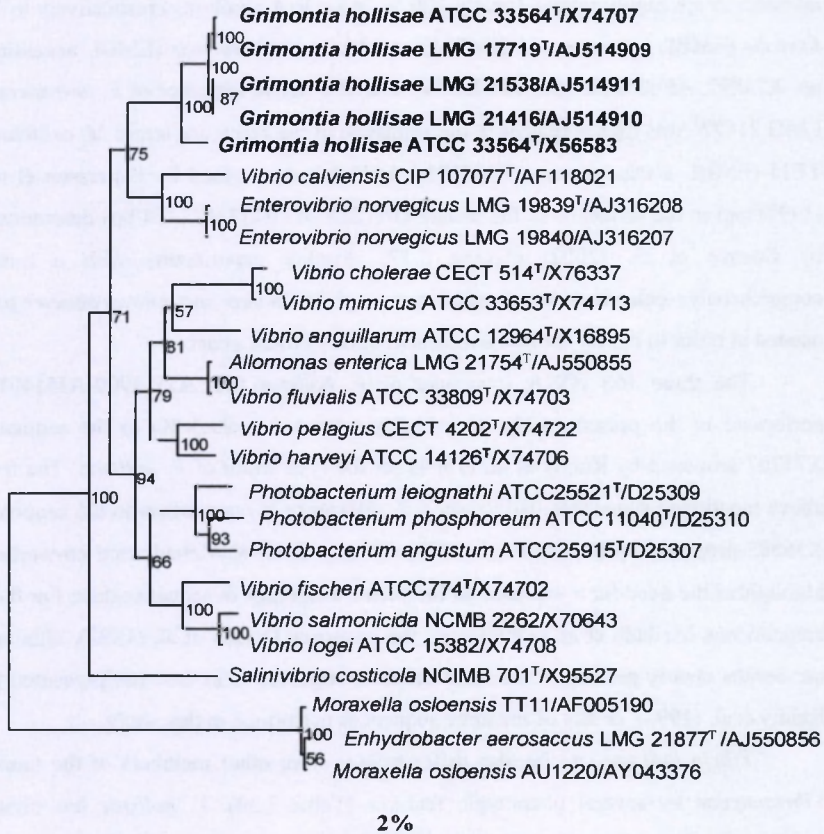 Grimontia hollisae ATCC 33564T/X74707
100
Grimontia hollisae LMG 17719T/AJ514909
Grimontia hollisae LMG 21538/AJ514911
100 87
Grimontia hollisae LMG 21416/AJ514910
Grimontia hollisae ATCC 33564T/X56583
75
Vibrio calviensis CIP 107077T/AF118021
100
Enterovibrio norvegicus LMG 19839T/AJ316208
100
Enterovibrio norvegicus LMG 19840/AJ316207
Vibrio cholerae CECT 514T/X76337
100
Vibrio mimicus ATCC 33653T/X74713
71
57
Vibrio anguillarum ATCC 12964T/X16895
81
Allomonas enterica LMG 21754T/AJ550855
100
Vibrio fluvialis ATCC 33809T/X74703
79
Vibrio pelagius CECT 4202T/X74722
100
Vibrio harveyi ATCC 14126T/X74706
94
Photobacterium leiognathi ATCC25521T/D25309
100
100
Photobacterium phosphoreum ATCC11040T/D25310
93
Photobacterium angustum ATCC25915T/D25307
66
Vibrio fischeri ATCC774T/X74702
100
Vibrio salmonicida NCMB 2262/X70643
100
Vibrio logei ATCC 15382/X74708
Salinivibrio costicola NCIMB 701T/X95527
Moraxella osloensis TT11/AF005190
100
Enhydrobacter aerosaccus LMG 21877T/AJ550856
56
Moraxella osloensis AU1220/AY043376
2%